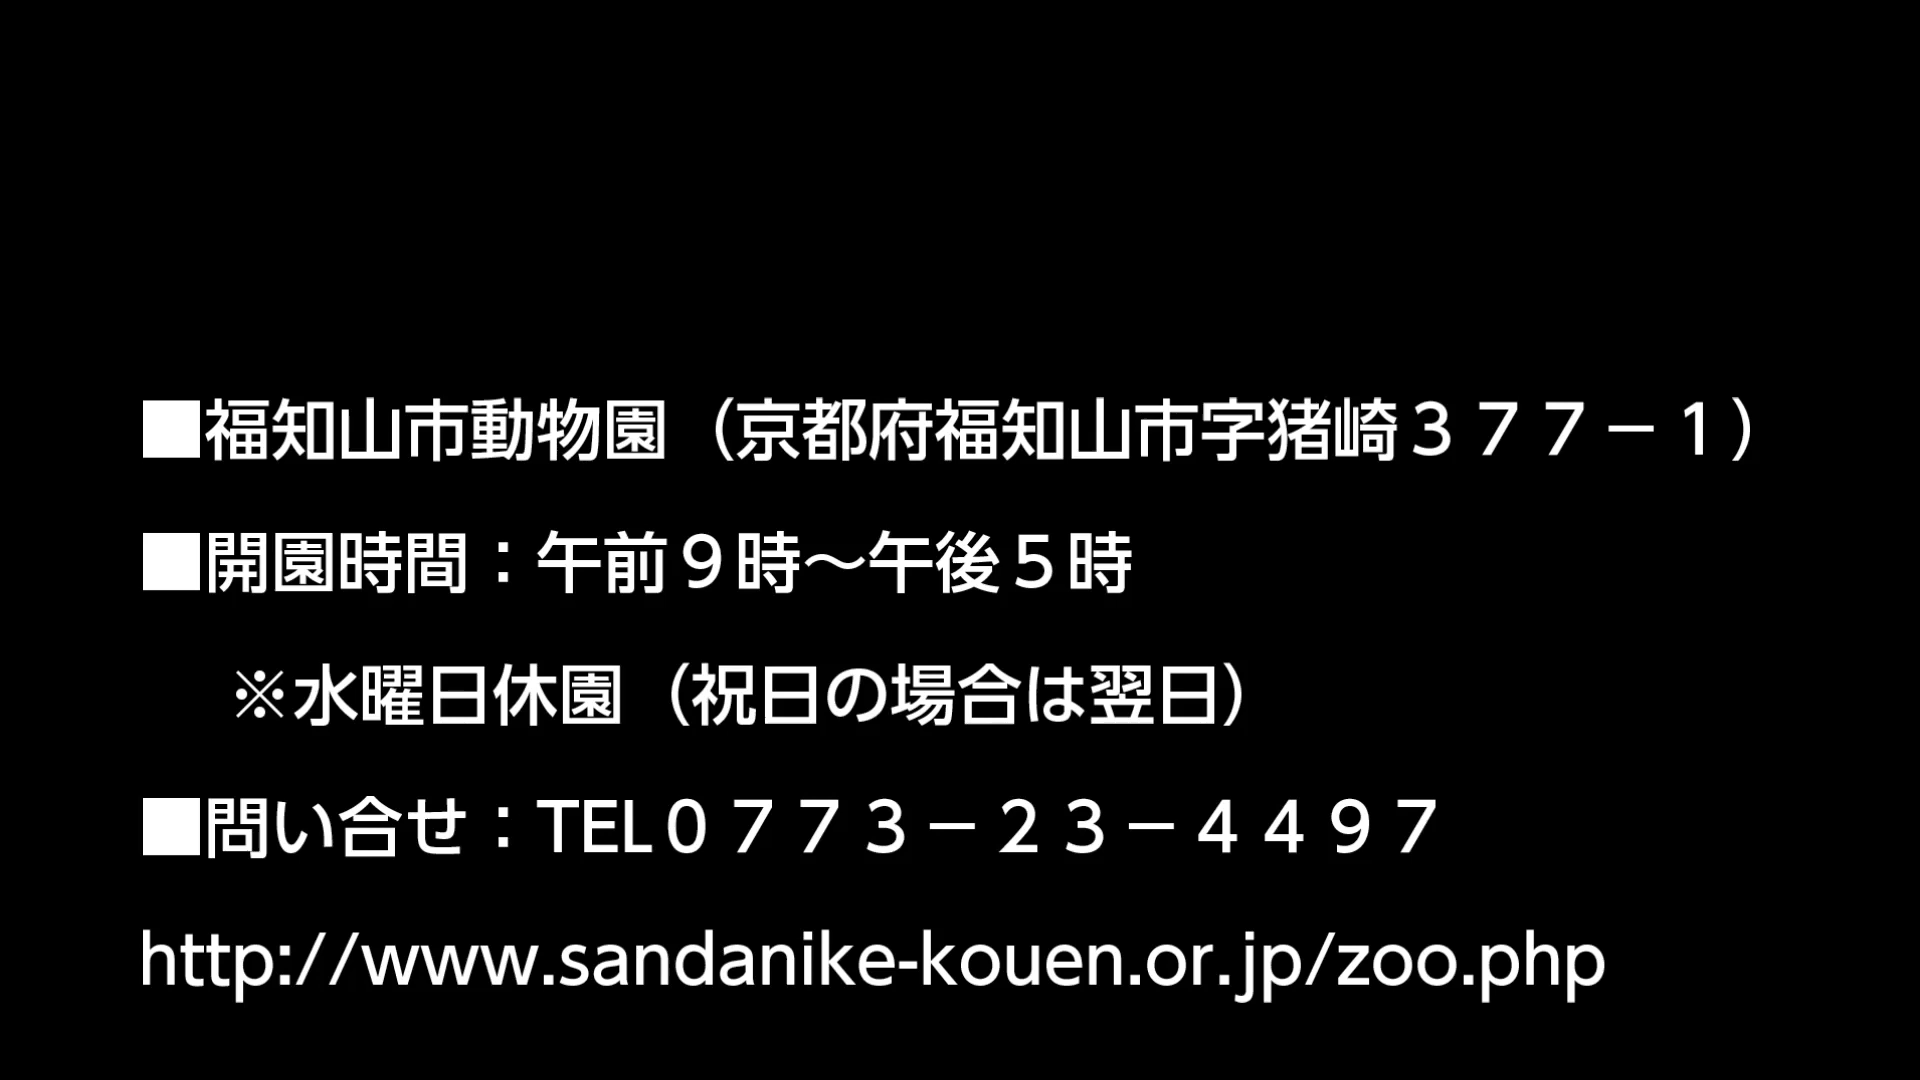 ■福知山市動物園（京都府福知山市字猪崎３７７－１）
■開園時間：午前９時～午後５時
※水曜日休園（祝日の場合は翌日）
■問い合せ：TEL０７７３－２３－４４９７
http://www.sandanike-kouen.or.jp/zoo.php